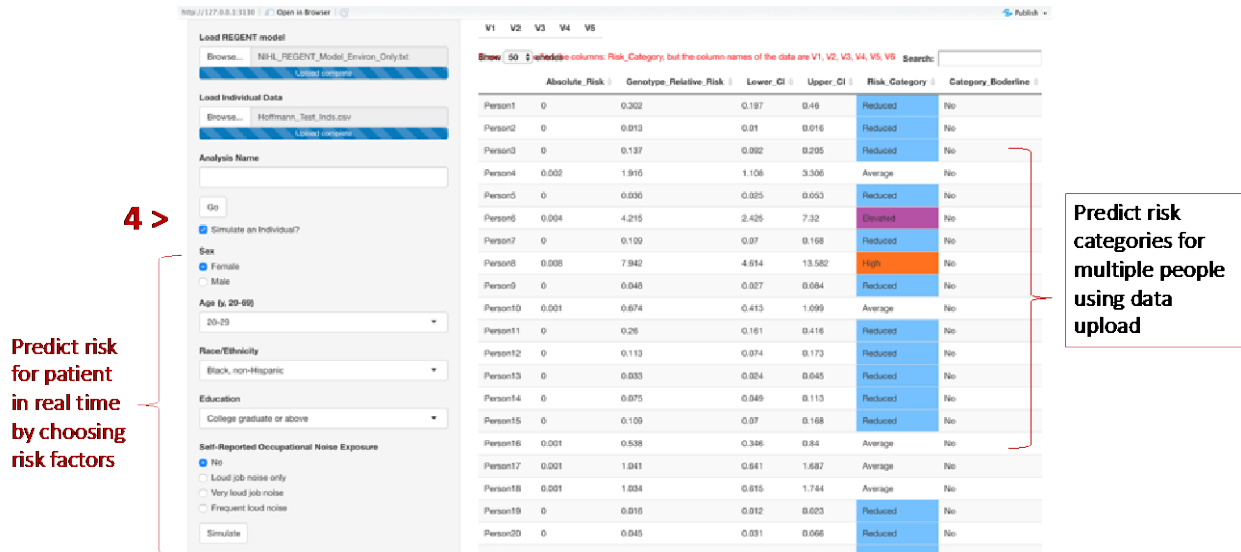 http://127.0.0.1:3130 Open in Browser Publish
Load REGENT model
Browse... NIHL_REGENT_Model_Environ_Only.txt
Upload complete
Load Individual Data
Browse... Hoffmann_Test_Inds.csv
Upload complete
Analysis Name
Go
4 >
Simulate an Individual?
Sex
Female
Male
Age (y, 20-69)
20-29
Race/Ethnicity
Black, non-Hispanic
Education
College graduate or above
Self-Reported Occupational Noise Exposure
No
Loud job noise only
Very loud job noise
Frequent loud noise
Simulate
Predict risk
for patient
in real time
by choosing
risk factors
V1 V2 V3 V4 V5
50 columns: Risk_Category, but the column names of the data are V1, V2, V3, V4, V5, V6 Search:
Absolute_Risk Genotype_Relative_Risk Lower_CI Upper_CI Risk_Category Category_Boderline
Person1 0 0.302 0.197 0.46 Reduced No
Person2 0 0.013 0.01 0.016 Reduced No
Person3 0 0.137 0.092 0.205 Reduced No
Person4 0.002 1.916 1.108 3.306 Average No
Person5 0 0.036 0.025 0.053 Reduced No
Person6 0.004 4.215 2.425 7.32 Elevated No
Person7 0 0.109 0.07 0.168 Reduced No
Person8 0.008 7.942 4.614 13.582 High No
Person9 0 0.048 0.027 0.084 Reduced No
Person10 0.001 0.674 0.413 1.099 Average No
Person11 0 0.26 0.161 0.416 Reduced No
Person12 0 0.113 0.074 0.173 Reduced No
Person13 0 0.033 0.024 0.045 Reduced No
Person14 0 0.075 0.049 0.113 Reduced No
Person15 0 0.109 0.07 0.168 Reduced No
Person16 0.001 0.538 0.346 0.84 Average No
Person17 0.001 1.041 0.641 1.687 Average No
Person18 0.001 1.034 0.615 1.744 Average No
Person19 0 0.016 0.012 0.023 Reduced No
Person20 0 0.045 0.031 0.066 Reduced No
Predict risk
categories for
multiple people
using data
upload